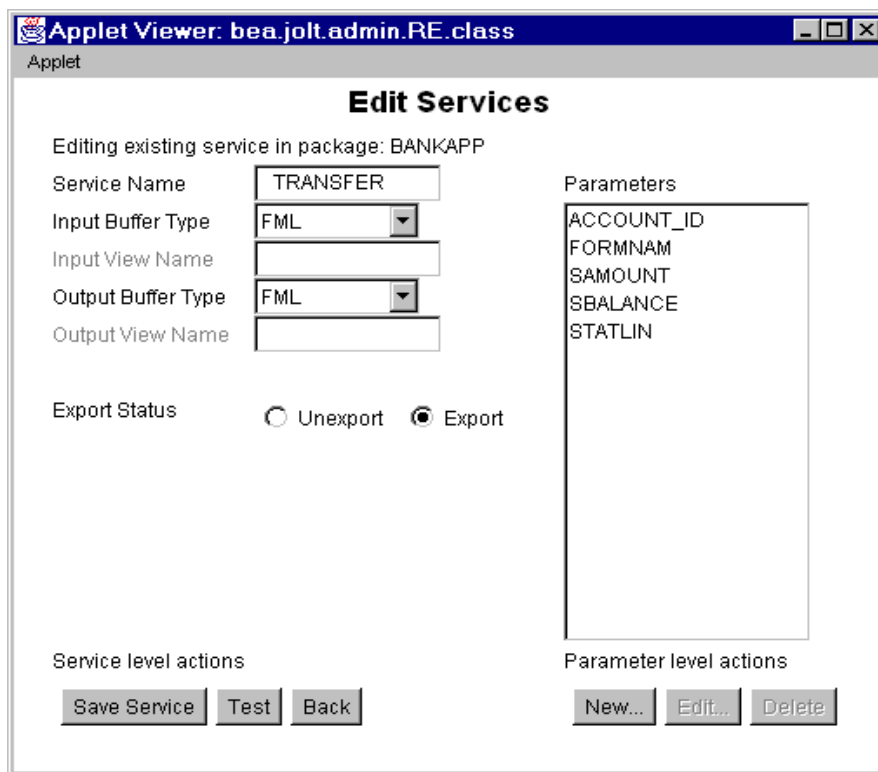 Applet Viewer: bea.jolt.admin.RE.class
Applet
Edit Services
Editing existing service in package: BANKAPP
Service Name TRANSFER
Input Buffer Type FML
Input View Name
Output Buffer Type FML
Output View Name
Export Status Unexport Export
Parameters
ACCOUNT_ID
FORMNAM
SAMOUNT
SBALANCE
STATLIN
Service level actions
Save Service Test Back
Parameter level actions
New... Edit... Delete